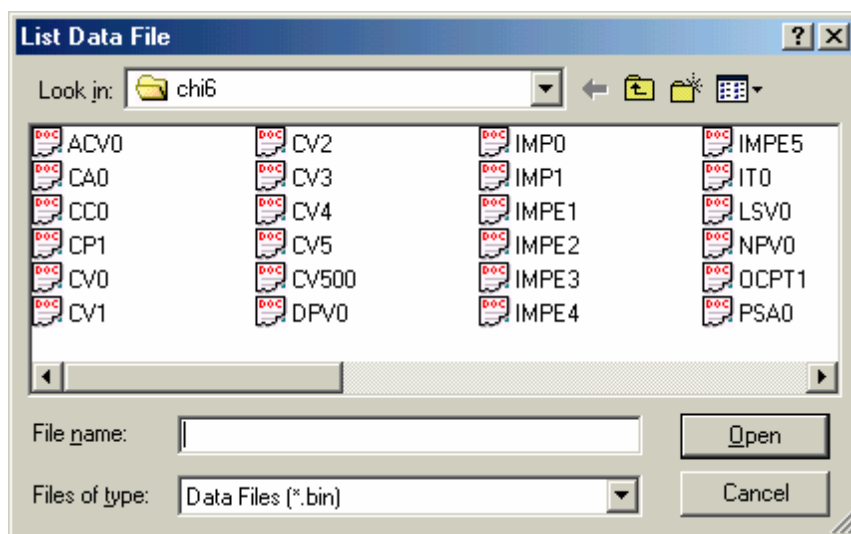 List Data File
Look in: chi6
ACV0 CV2 IMP0 IMPE5
CA0 CV3 IMP1 IT0
CC0 CV4 IMPE1 LSV0
CP1 CV5 IMPE2 NPV0
CV0 CV500 IMPE3 OCPT1
CV1 DPV0 IMPE4 PSA0
File name: Open
Files of type: Data Files (*.bin) Cancel